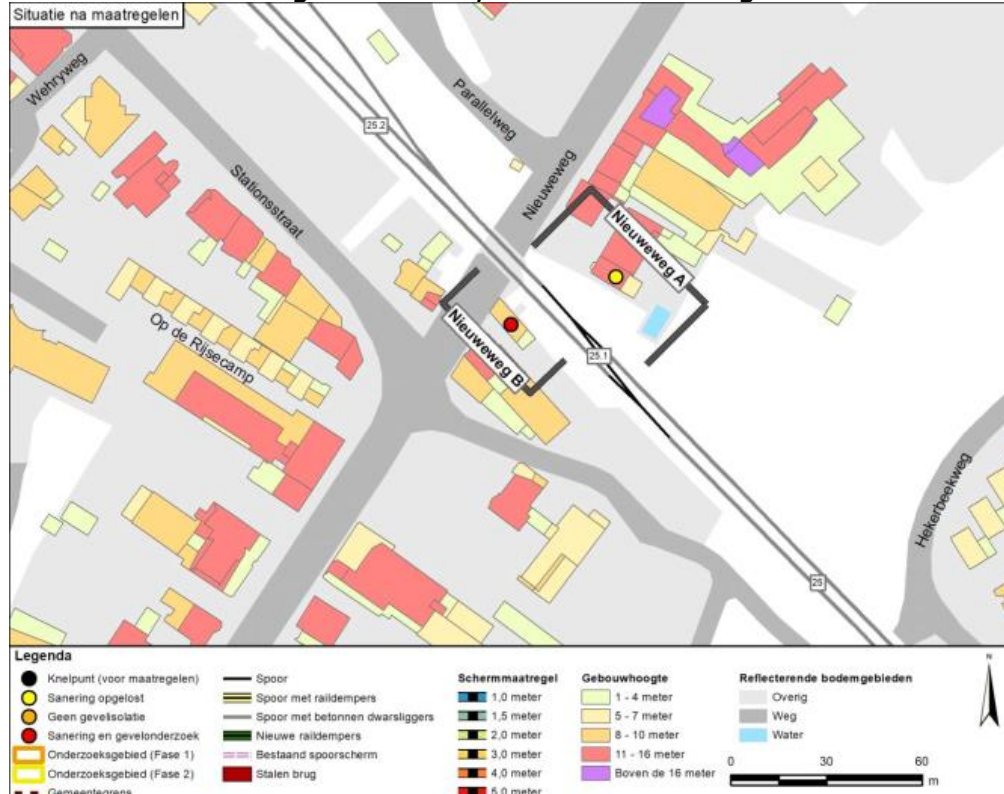 Situatie na maatregelen
Wehryweg
Parallelweg
25.2
Nieuweweg
Stationsstraat
Nieuweweg A
Nieuweweg B
25.1
Op de Rijsecamp
Hekerbeekweg
25
Legenda
Knelpunt (voor maatregelen)
Sanering opgelost
Geen gevelisolatie
Sanering en gevelonderzoek
Onderzoeksgebied (Fase 1)
Onderzoeksgebied (Fase 2)
Gemeentegrens
Spoor
Spoor met raildempers
Spoor met betonnen dwarsliggers
Nieuwe raildempers
Bestaand spoorscherm
Stalen brug
Schermmaatregel
1,0 meter
1,5 meter
2,0 meter
3,0 meter
4,0 meter
5,0 meter
Gebouwhoogte
1 - 4 meter
5 - 7 meter
8 - 10 meter
11 - 16 meter
Boven de 16 meter
Reflecterende bodemgebieden
Overig
Weg
Water
N
0 30 60
m